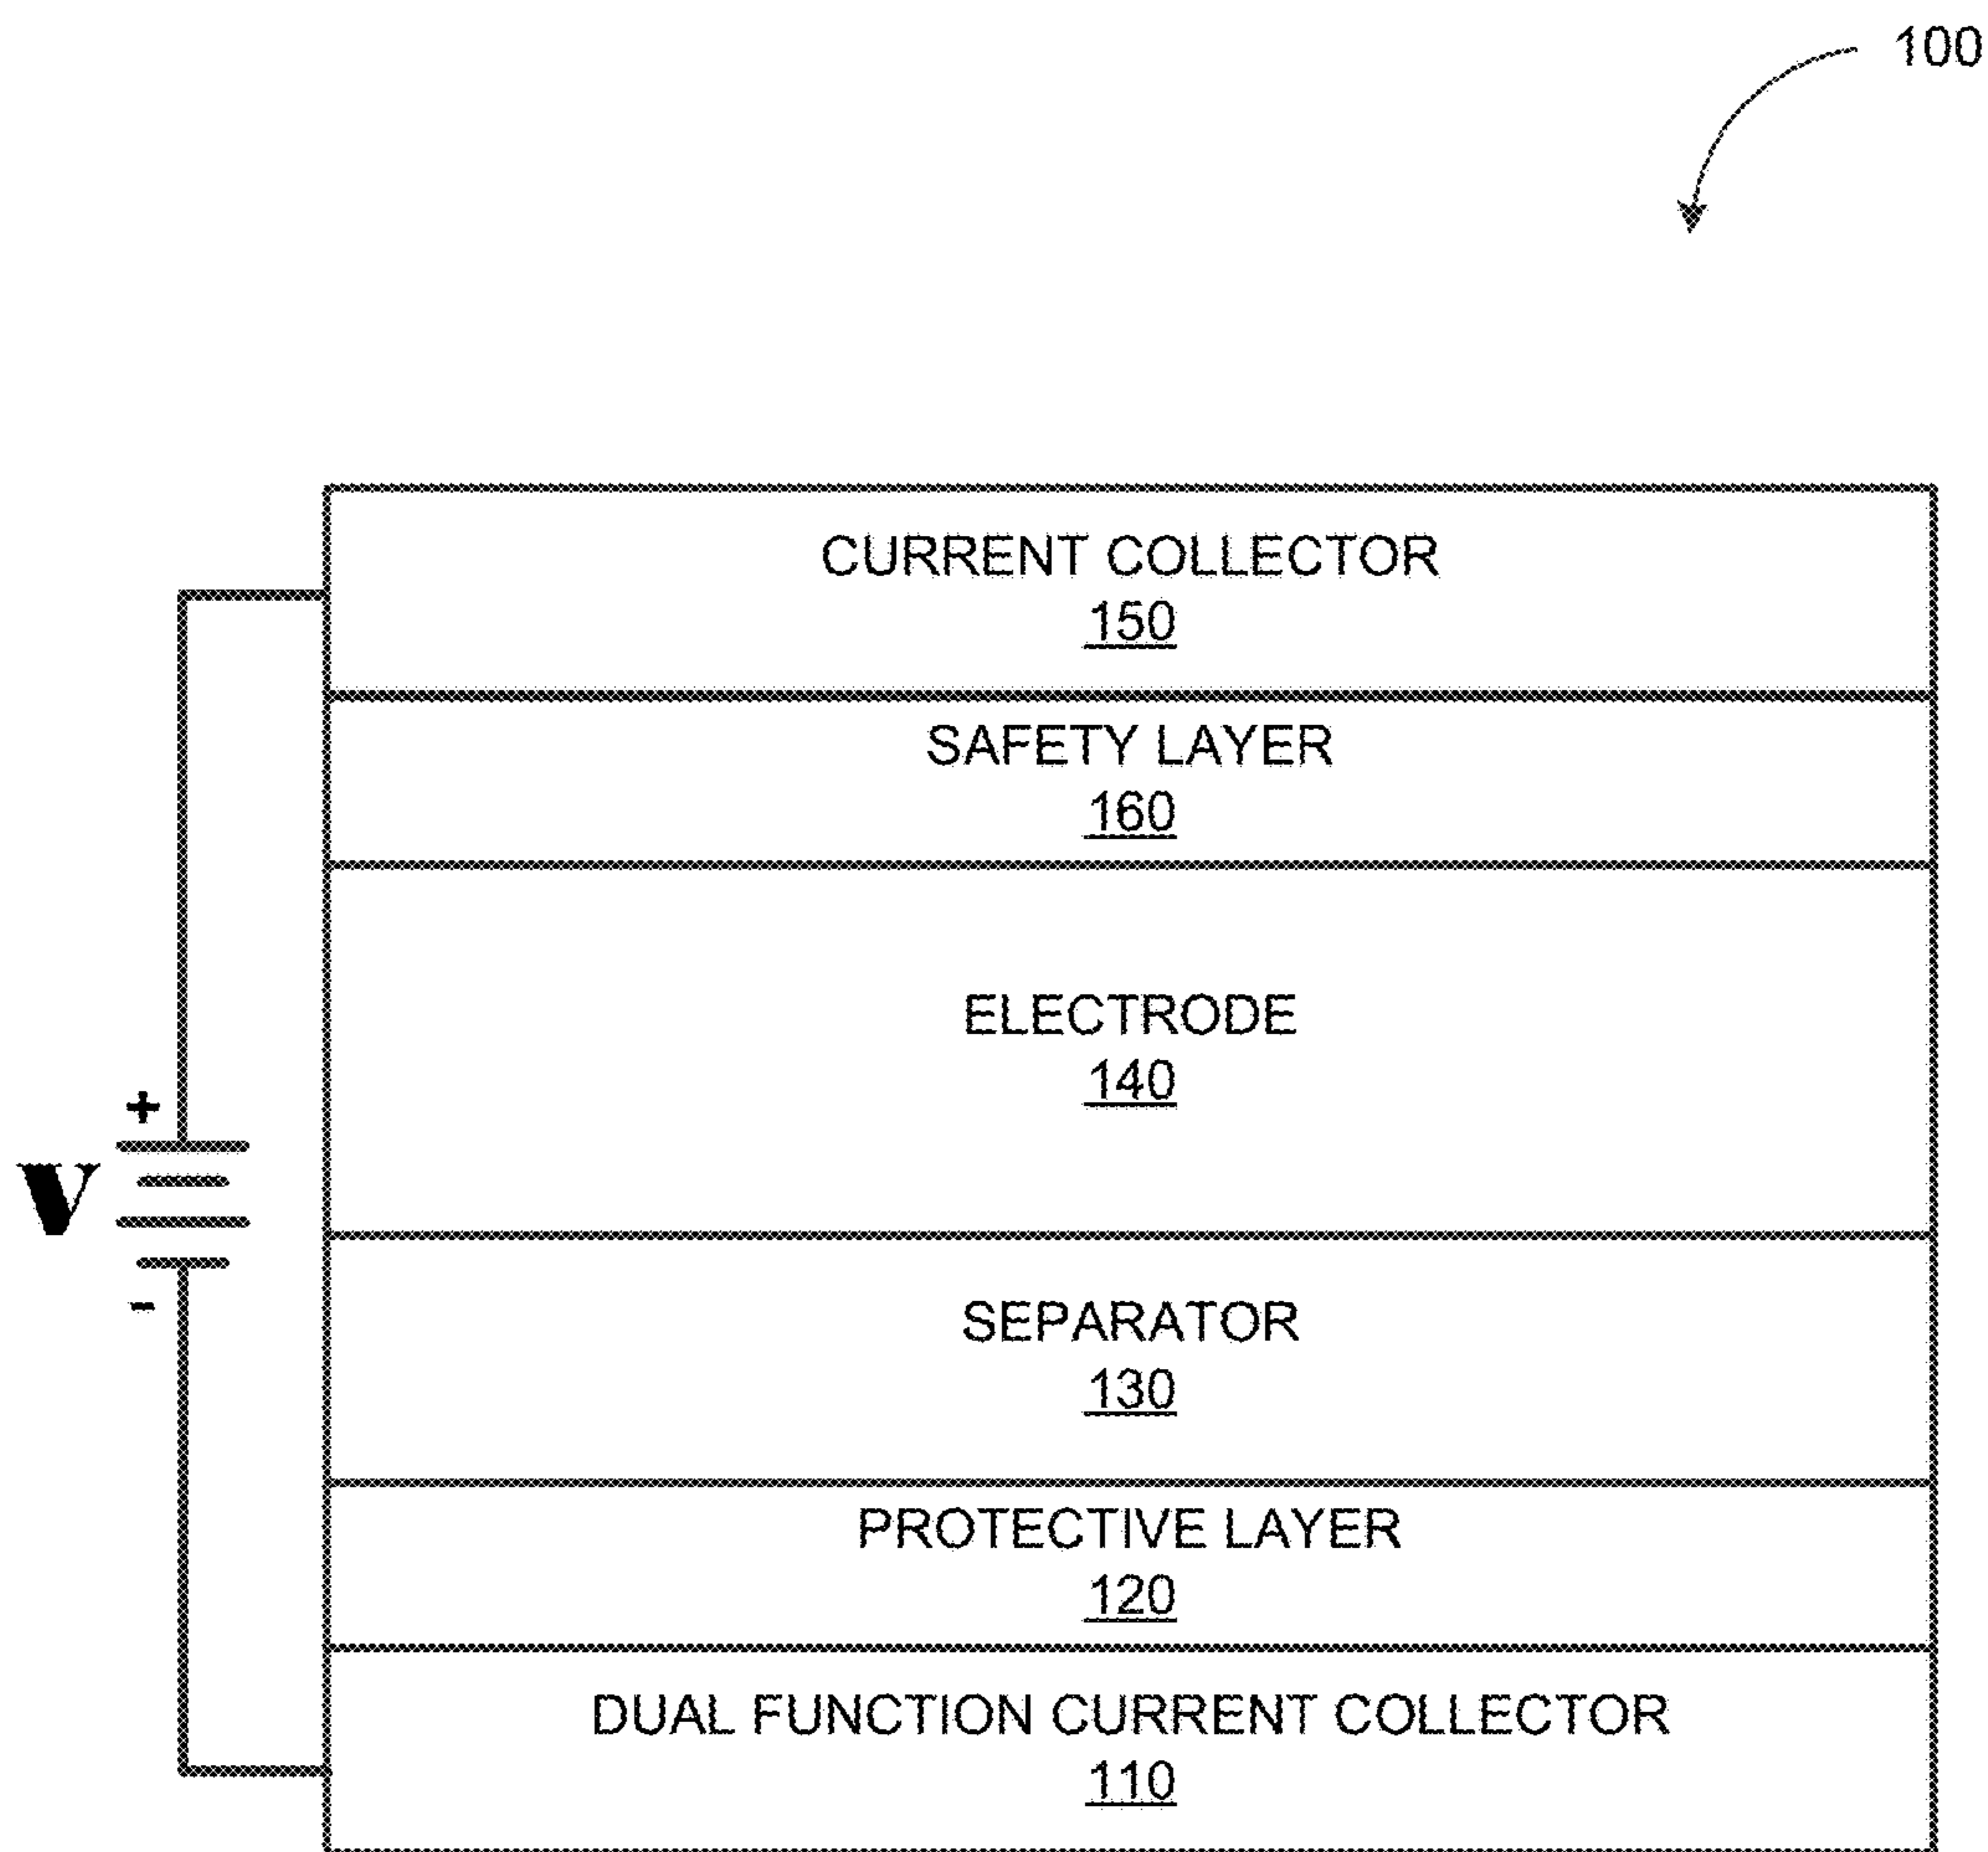 100
CURRENT COLLECTOR
150
SAFETY LAYER
160
ELECTRODE
140
+
V
-
SEPARATOR
130
PROTECTIVE LAYER
120
DUAL FUNCTION CURRENT COLLECTOR
110